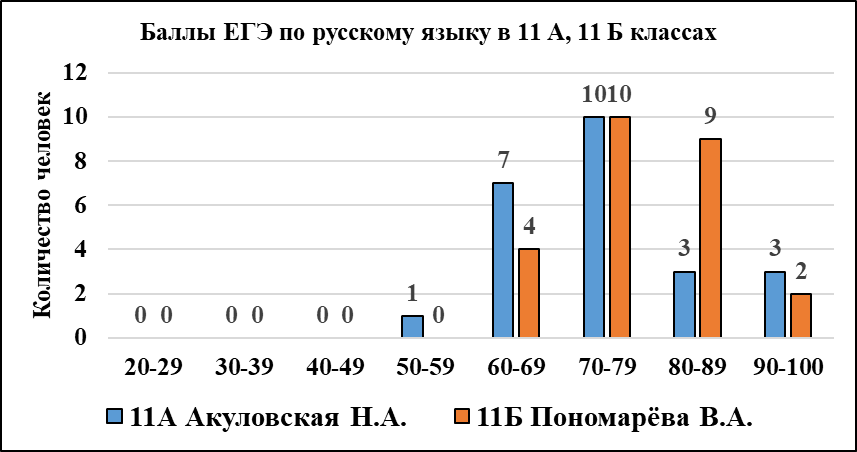 Баллы ЕГЭ по русскому языку в 11 А, 11 Б классах
Количество человек
12
10
8
6
4
2
0
0 0 0 0 0 0 1 0 7 4 10 10 3 9 3 2
20-29 30-39 40-49 50-59 60-69 70-79 80-89 90-100
11А Акуловская Н.А. 11Б Пономарёва В.А.